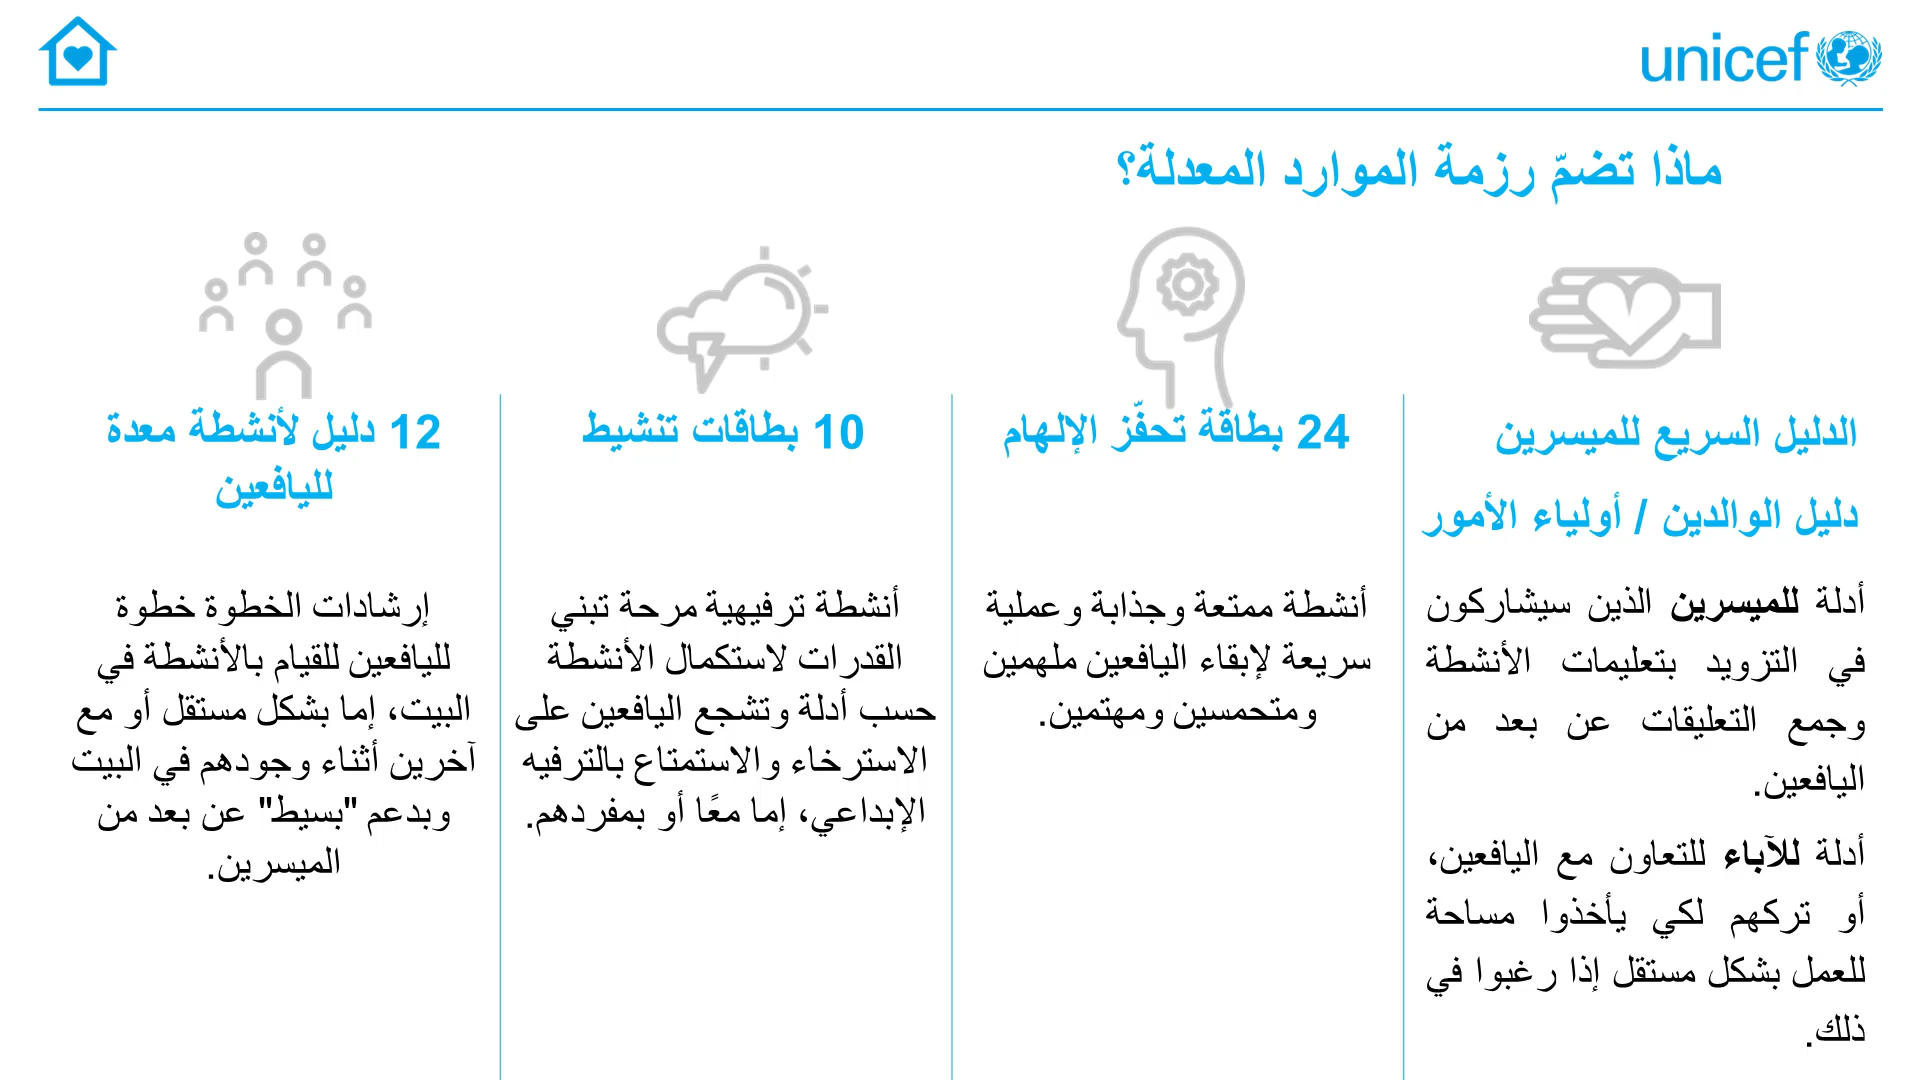 unicef
ماذا تضمّ رزمة الموارد المعدلة؟
الدليل السريع للميسرين
دليل الوالدين / أولياء الأمور
أدلة للميسرين الذين سيشاركون
في التزويد بتعليمات الأنشطة
وجمع التعليقات عن بعد من
اليافعين.
أدلة للآباء للتعاون مع اليافعين،
أو تركهم لكي يأخذوا مساحة
للعمل بشكل مستقل إذا رغبوا في
ذلك.
24 بطاقة تحفّز الإلهام
أنشطة ممتعة وجذابة وعملية
سريعة لإبقاء اليافعين ملهمين
ومتحمسين ومهتمين.
10 بطاقات تنشيط
أنشطة ترفيهية مرحة تبني
القدرات لاستكمال الأنشطة
حسب أدلة وتشجع اليافعين على
الاسترخاء والاستمتاع بالترفيه
الإبداعي، إما معًا أو بمفردهم.
12 دليل لأنشطة معدة
لليافعين
إرشادات الخطوة خطوة
لليافعين للقيام بالأنشطة في
البيت، إما بشكل مستقل أو مع
آخرين أثناء وجودهم في البيت
وبدعم "بسيط" عن بعد من
الميسرين.